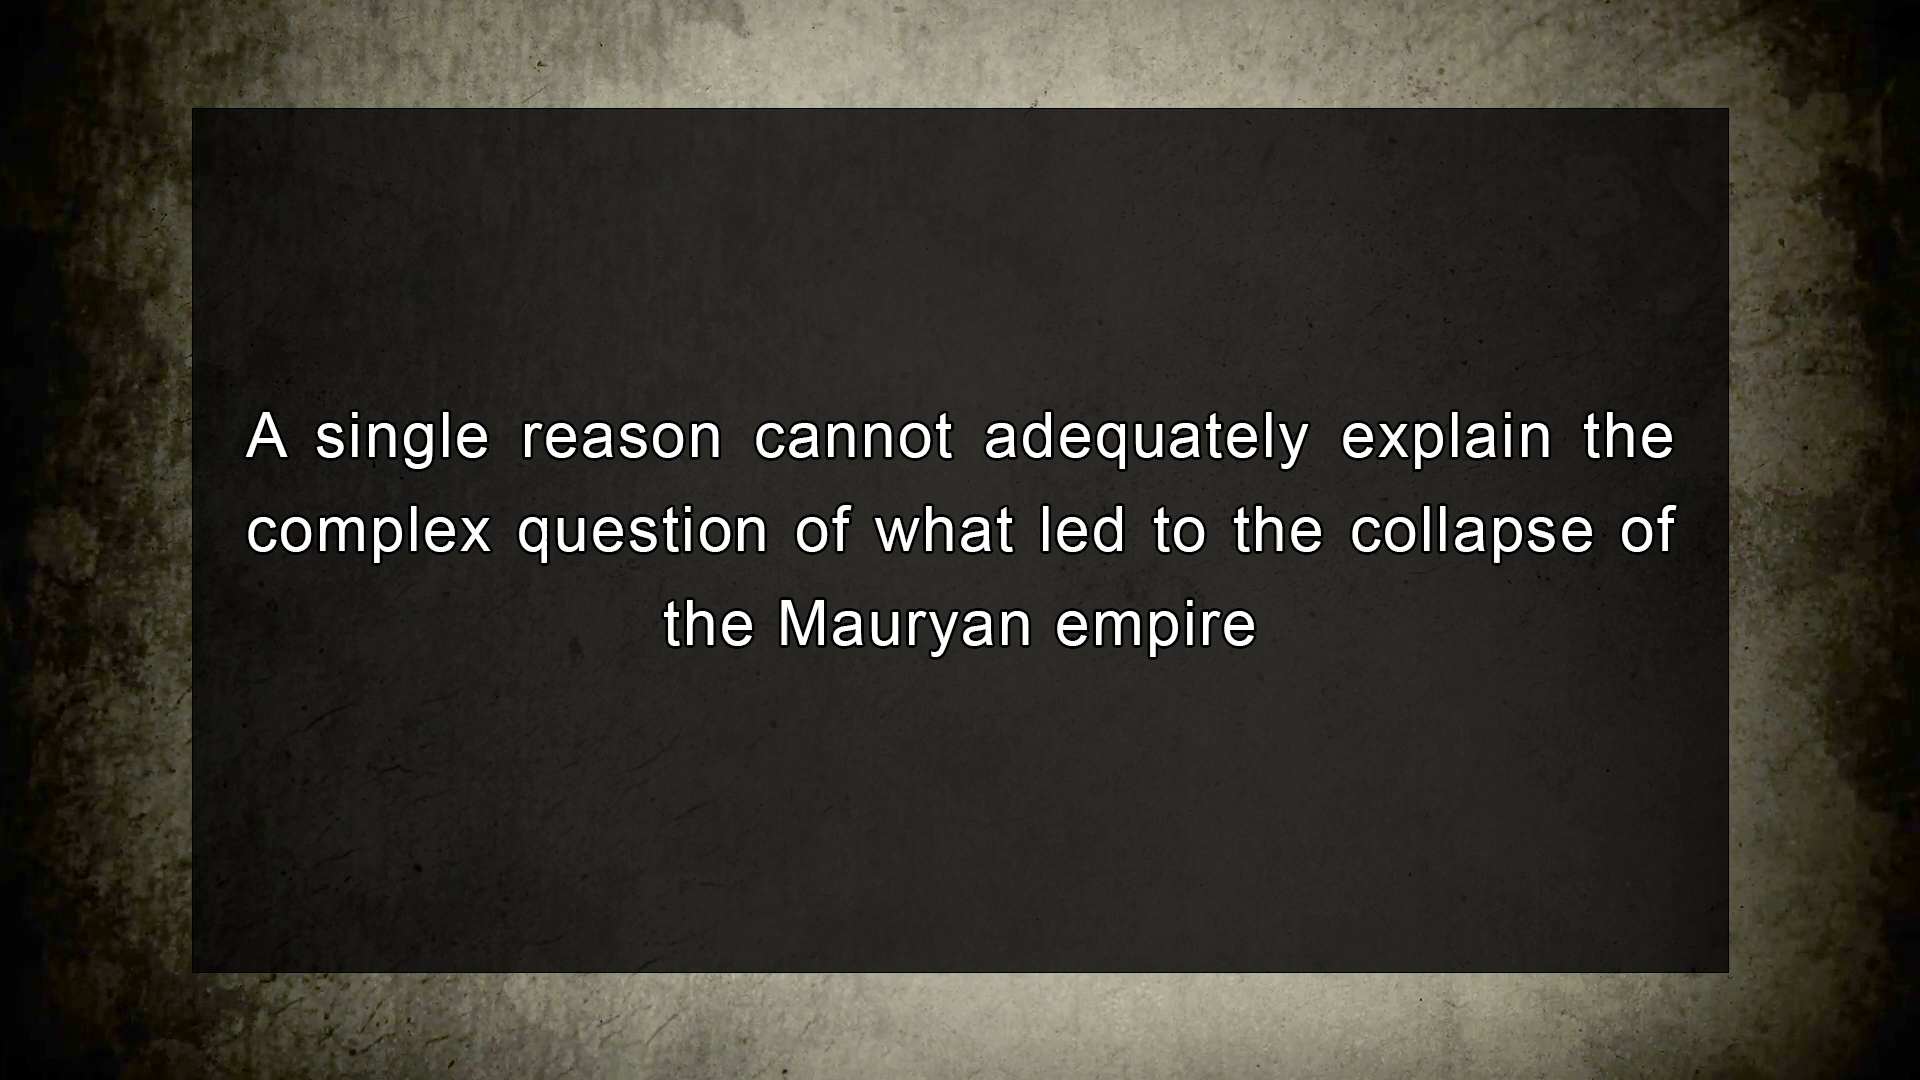 A single reason cannot adequately explain the
complex question of what led to the collapse of
the Mauryan empire